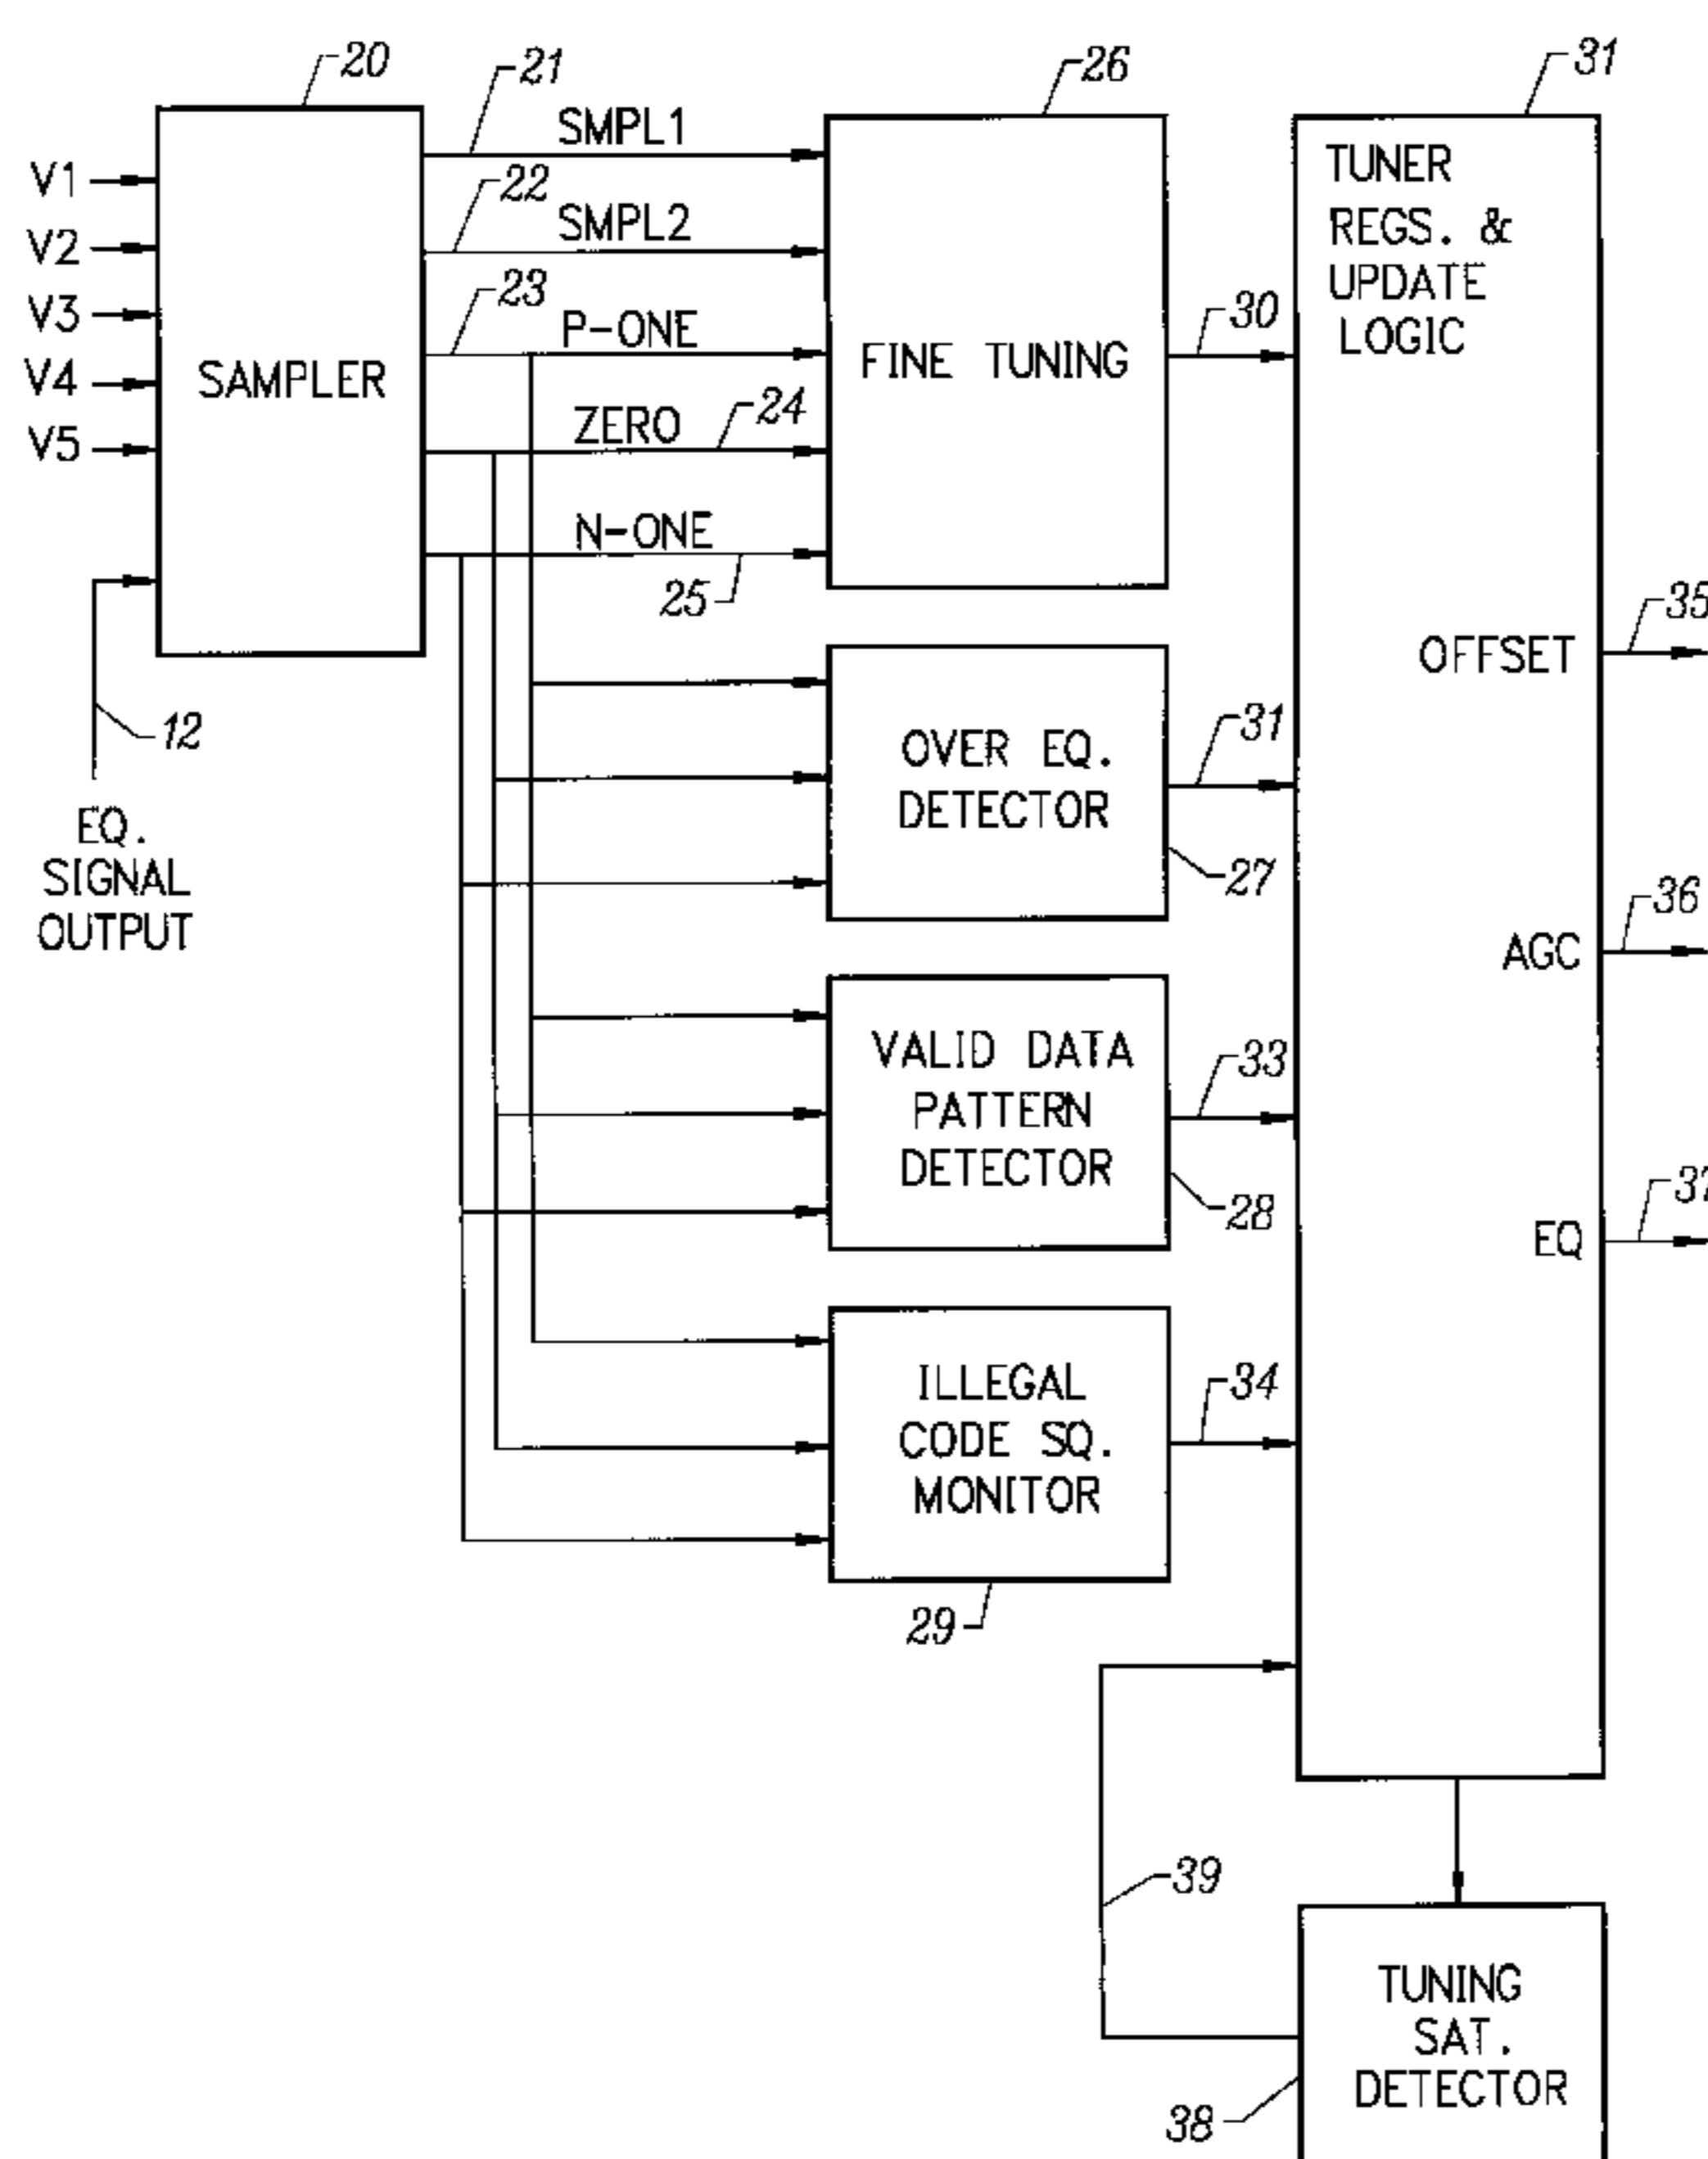 20
21
26
31
SMPL1
V1
22
TUNER
REGS. &
UPDATE
LOGIC
V2
SMPL2
23
30
V3
P-ONE
SAMPLER
FINE TUNING
V4
24
ZERO
V5
N-ONE
25
35
OFFSET
12
31
OVER EQ.
DETECTOR
27
EQ.
SIGNAL
OUTPUT
36
AGC
33
VALID DATA
PATTERN
DETECTOR
28
37
EQ
34
ILLEGAL
CODE SQ.
MONITOR
29
39
TUNING
SAT.
DETECTOR
38